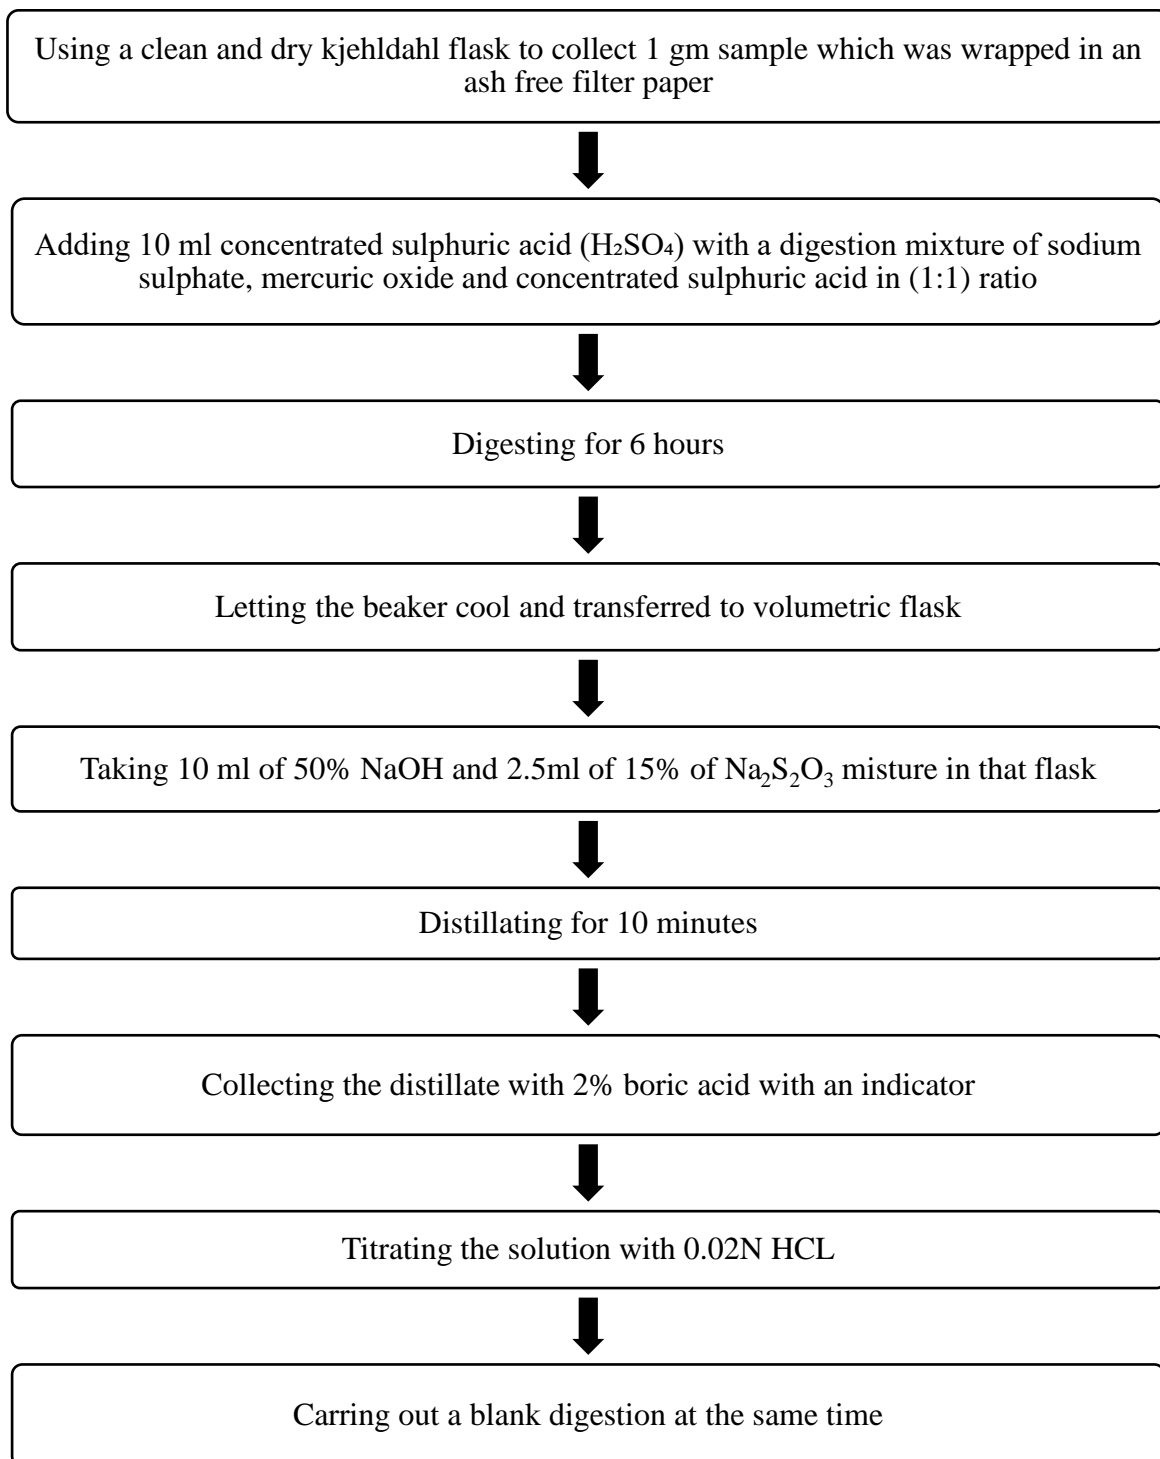 Using a clean and dry kjehldahl flask to collect 1 gm sample which was wrapped in an
ash free filter paper
Adding 10 ml concentrated sulphuric acid (H₂SO₄) with a digestion mixture of sodium
sulphate, mercuric oxide and concentrated sulphuric acid in (1:1) ratio
Digesting for 6 hours
Letting the beaker cool and transferred to volumetric flask
Taking 10 ml of 50% NaOH and 2.5ml of 15% of Na₂S₂O₃ misture in that flask
Distillating for 10 minutes
Collecting the distillate with 2% boric acid with an indicator
Titrating the solution with 0.02N HCL
Carring out a blank digestion at the same time